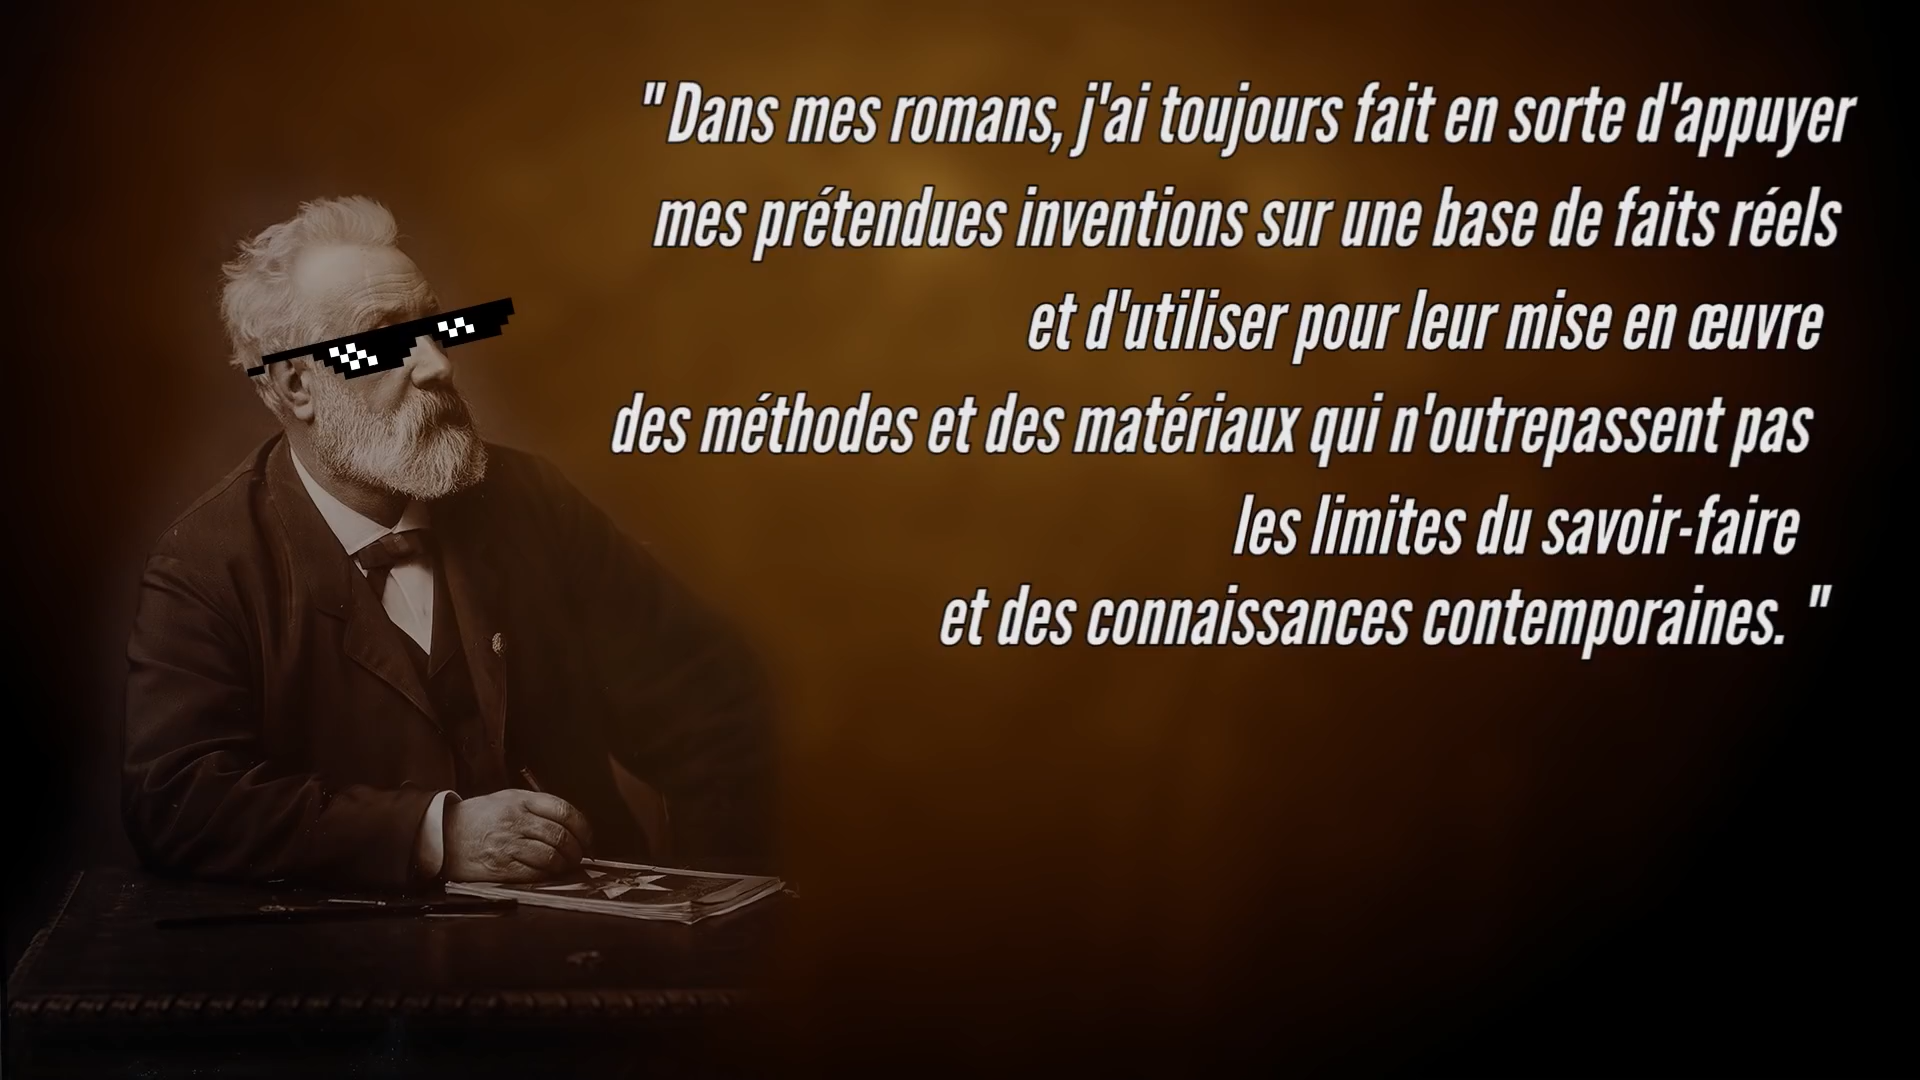 " Dans mes romans, j'ai toujours fait en sorte d'appuyer
mes prétendues inventions sur une base de faits réels
et d'utiliser pour leur mise en œuvre
des méthodes et des matériaux qui n'outrepassent pas
les limites du savoir-faire
et des connaissances contemporaines. "